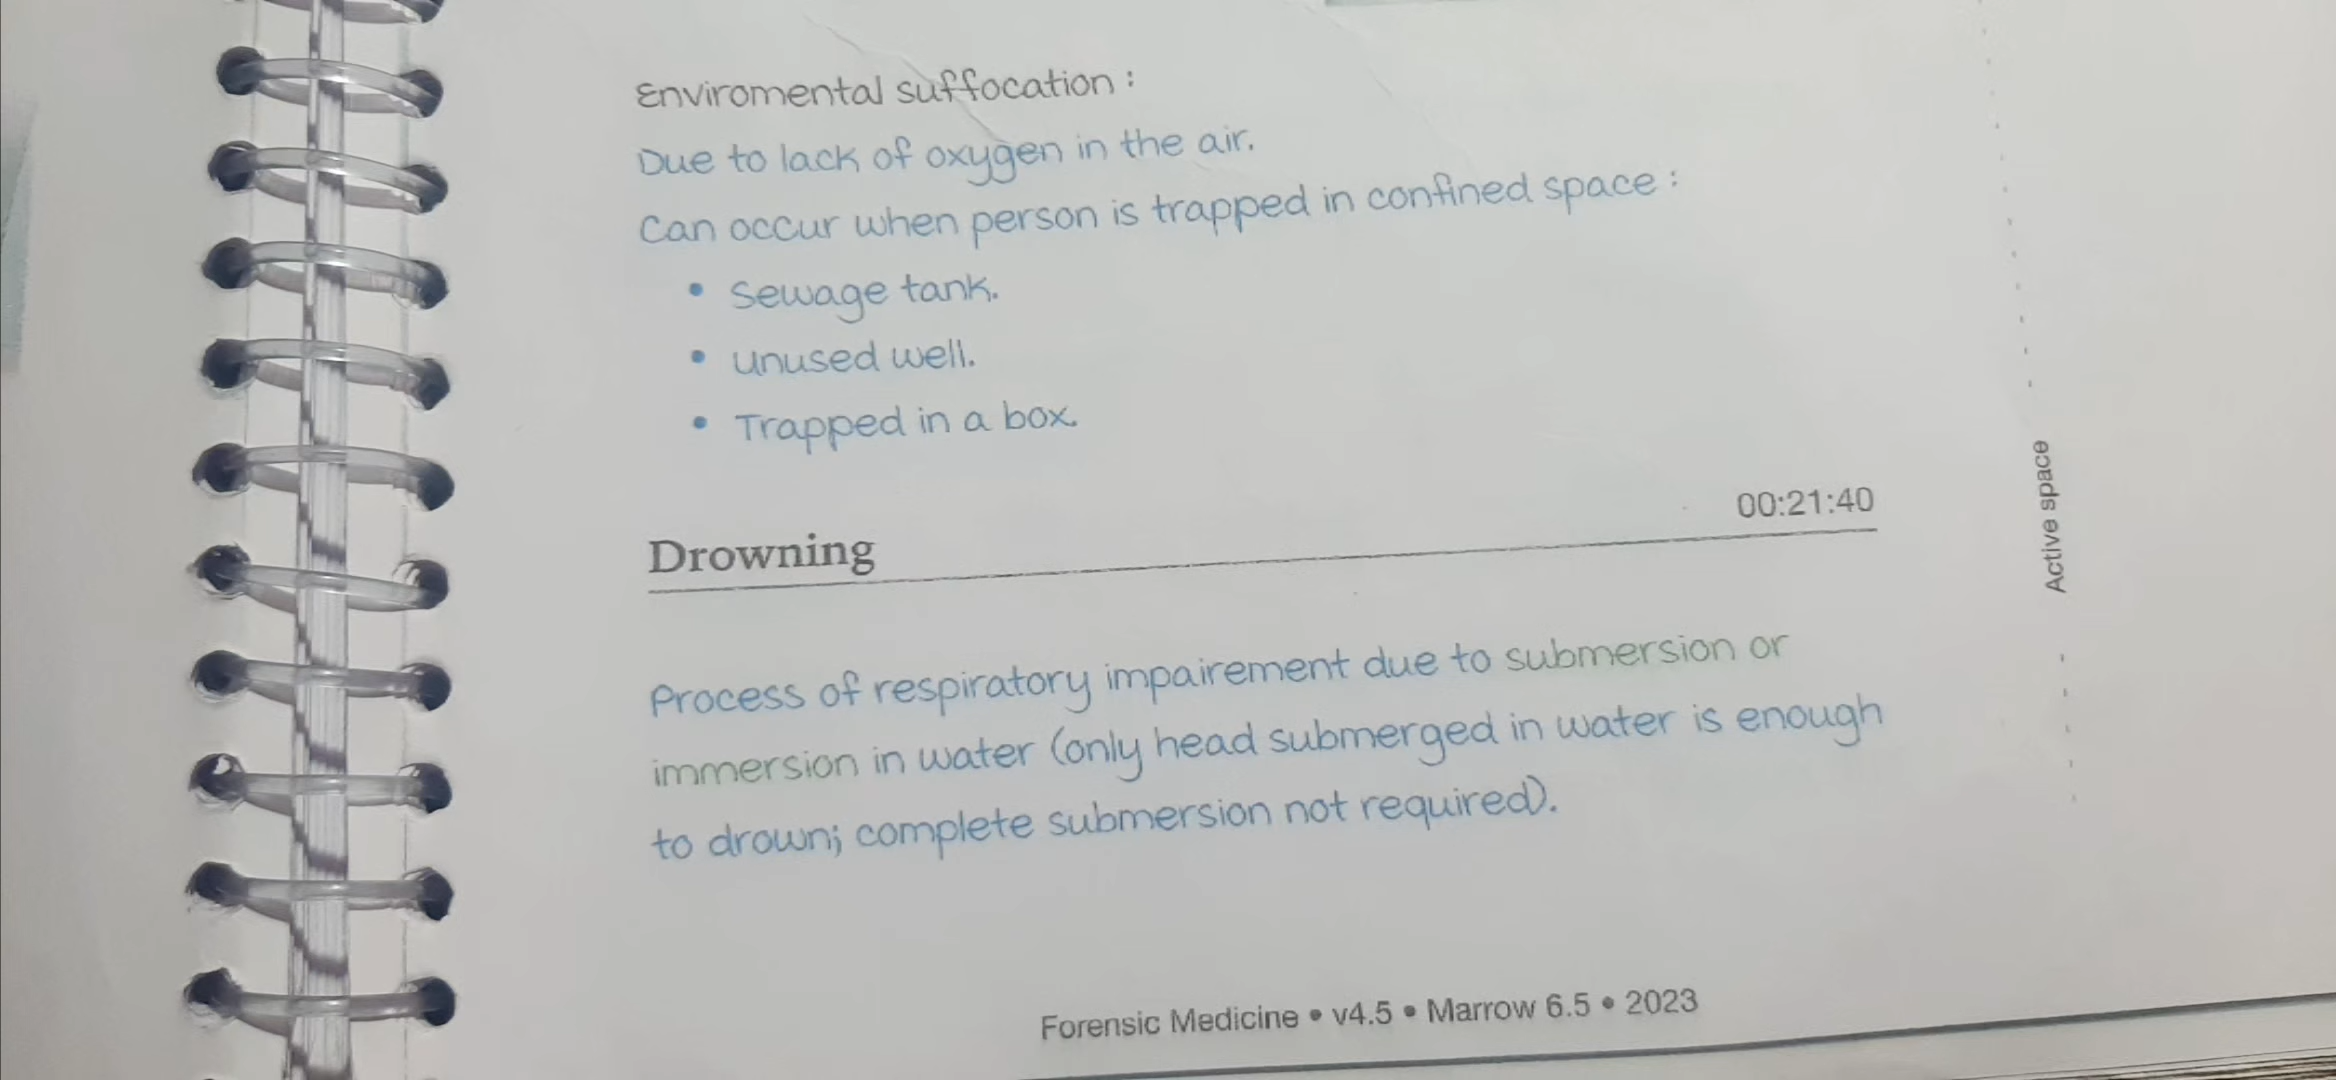 Enviromental suffocation :
Due to lack of oxygen in the air.
Can occur when person is trapped in confined space :
• Sewage tank.
• unused well.
• Trapped in a box.
00:21:40
Drowning
Active space
Process of respiratory impairement due to submersion or
immersion in water (only head submerged in water is enough
to drown; complete submersion not required).
Forensic Medicine • v4.5 • Marrow 6.5 • 2023